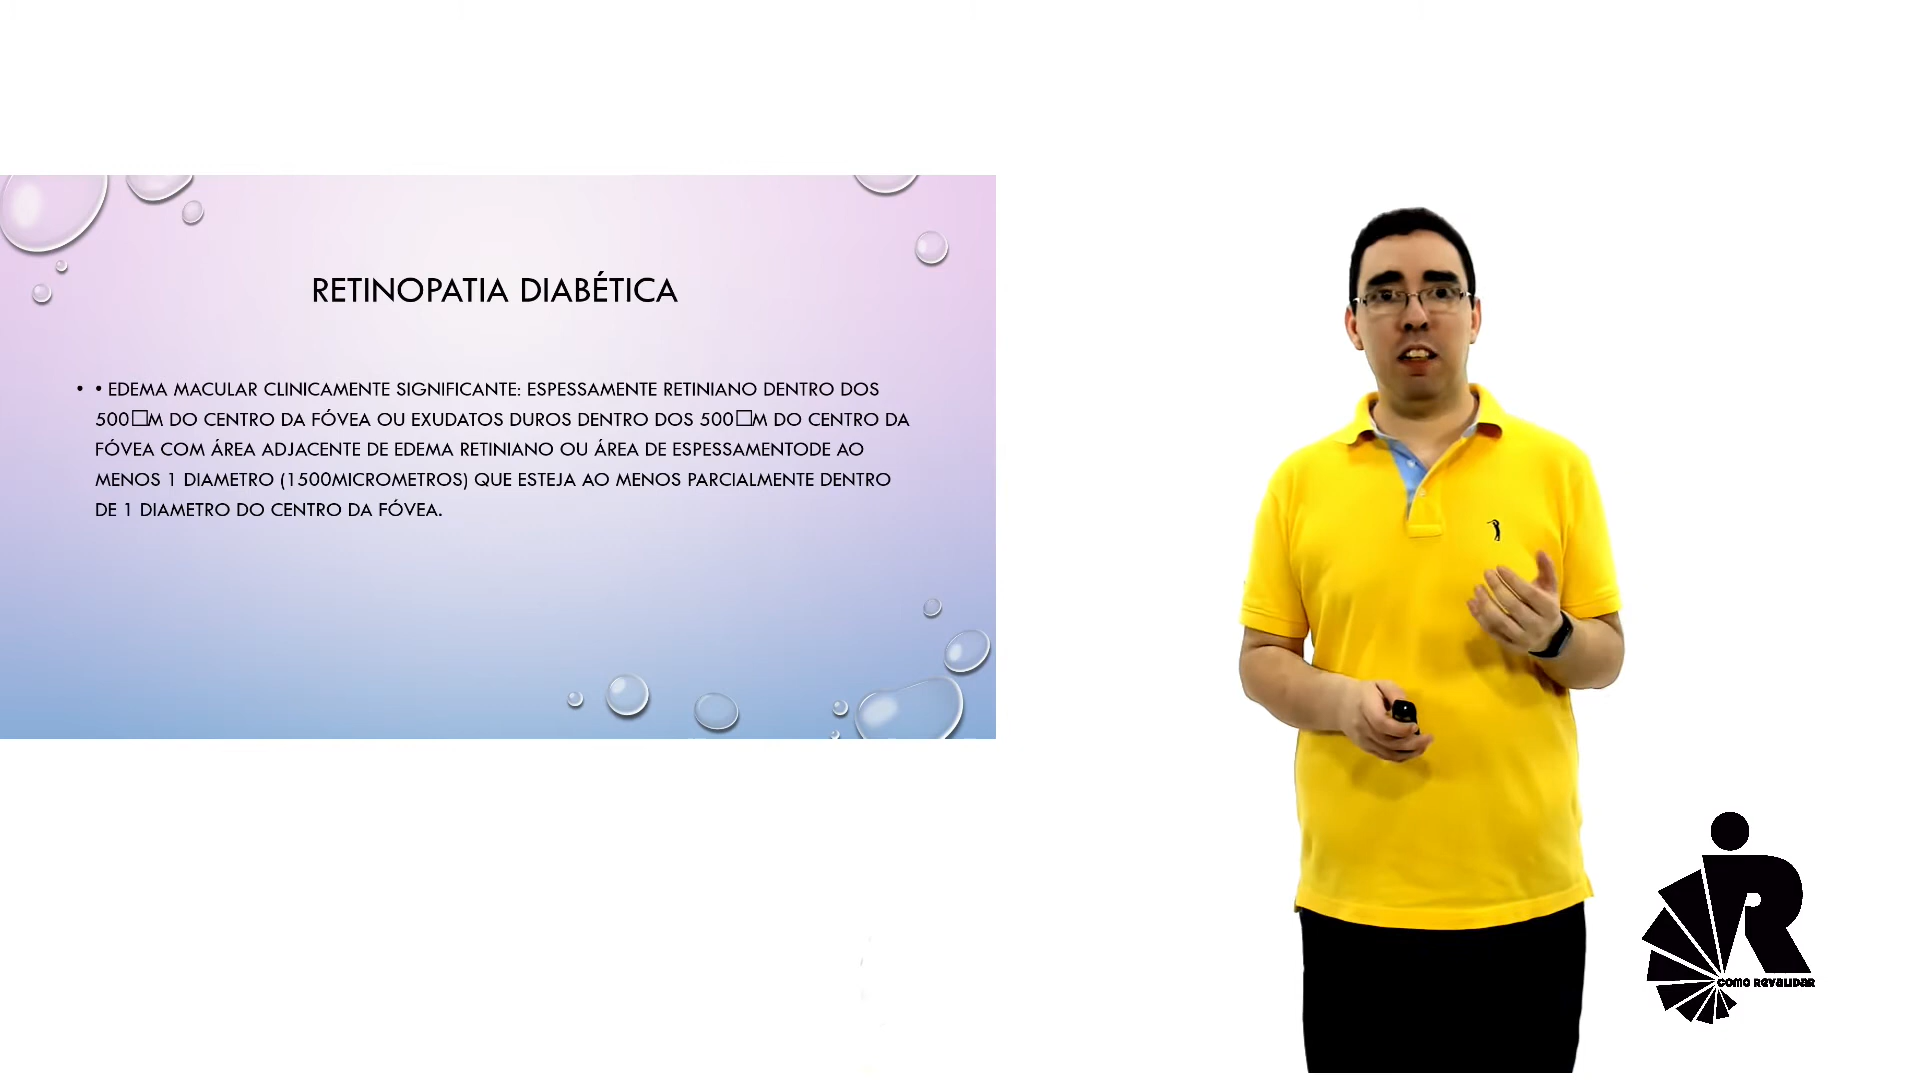 RETINOPATIA DIABÉTICA
• • EDEMA MACULAR CLINICAMENTE SIGNIFICANTE: ESPESSAMENTE RETINIANO DENTRO DOS
500□M DO CENTRO DA FÓVEA OU EXUDATOS DUROS DENTRO DOS 500□M DO CENTRO DA
FÓVEA COM ÁREA ADJACENTE DE EDEMA RETINIANO OU ÁREA DE ESPESSAMENTODE AO
MENOS 1 DIAMETRO (1500MICROMETROS) QUE ESTEJA AO MENOS PARCIALMENTE DENTRO
DE 1 DIAMETRO DO CENTRO DA FÓVEA.
R
COMO REVALIDAR